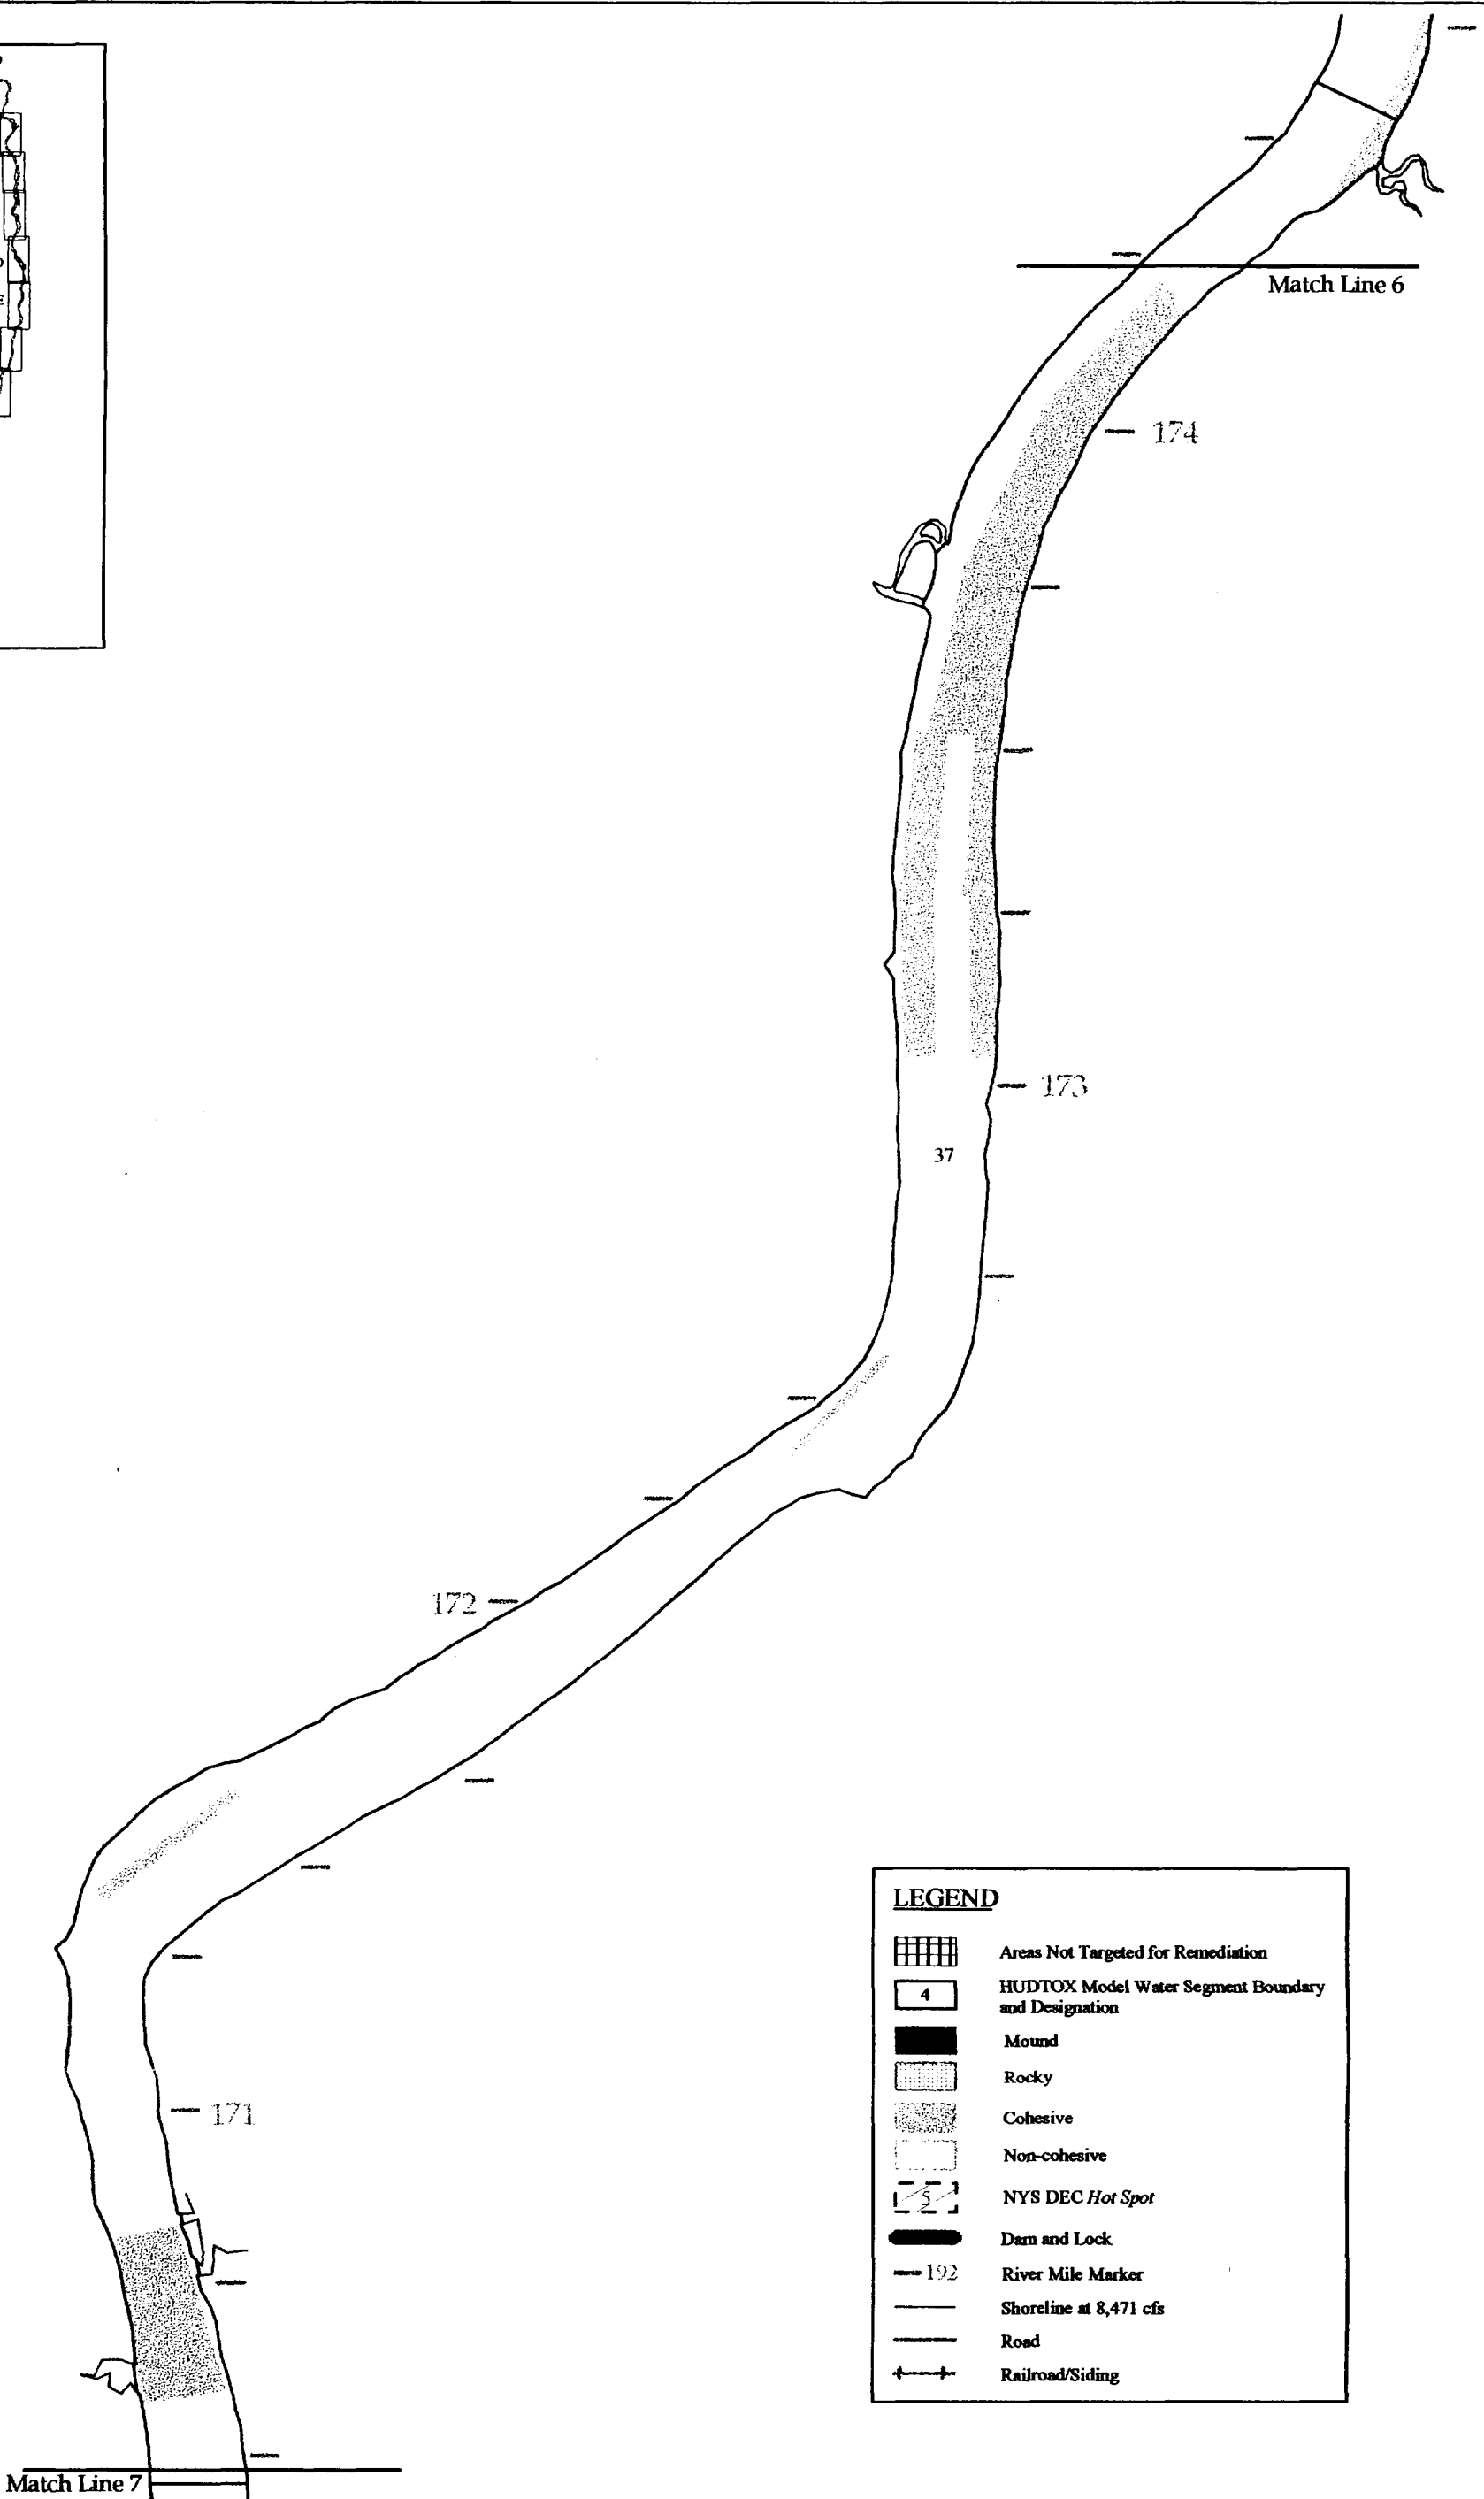 Match Line 6
174
173
37
172
171
Match Line 7
LEGEND
Areas Not Targeted for Remediation
4
HUDTOX Model Water Segment Boundary
and Designation
Mound
Rocky
Cohesive
Non-cohesive
5
NYS DEC Hot Spot
Dam and Lock
192
River Mile Marker
Shoreline at 8,471 cfs
Road
Railroad/Siding